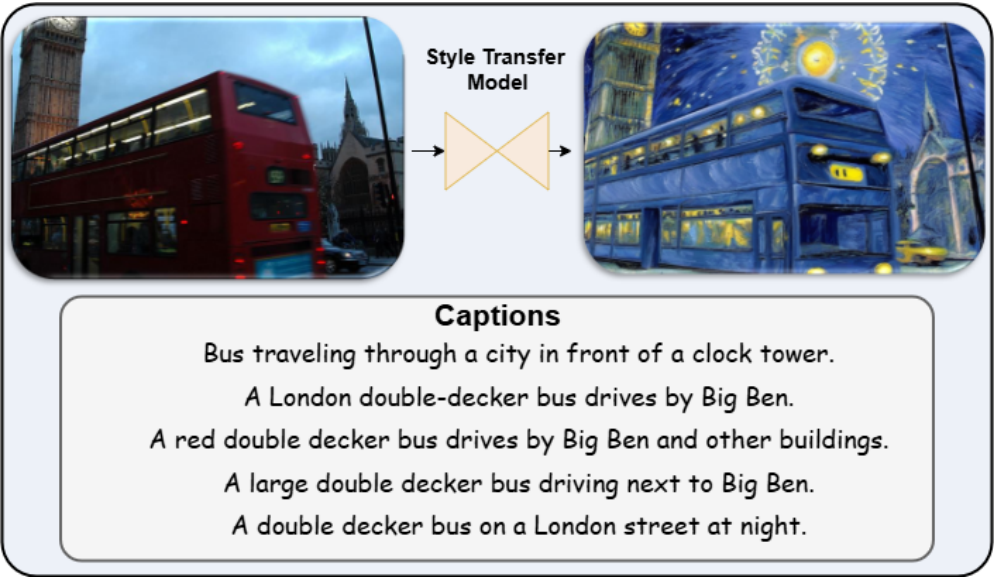 Style Transfer
Model
Captions
Bus traveling through a city in front of a clock tower.
A London double-decker bus drives by Big Ben.
A red double decker bus drives by Big Ben and other buildings.
A large double decker bus driving next to Big Ben.
A double decker bus on a London street at night.